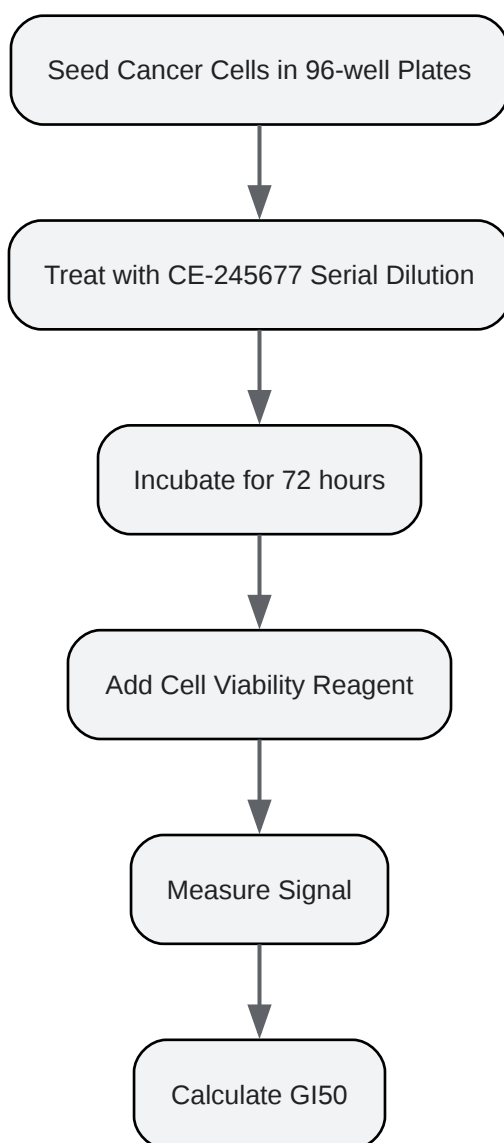 Seed Cancer Cells in 96-well Plates
Treat with CE-245677 Serial Dilution
Incubate for 72 hours
Add Cell Viability Reagent
Measure Signal
Calculate GI50